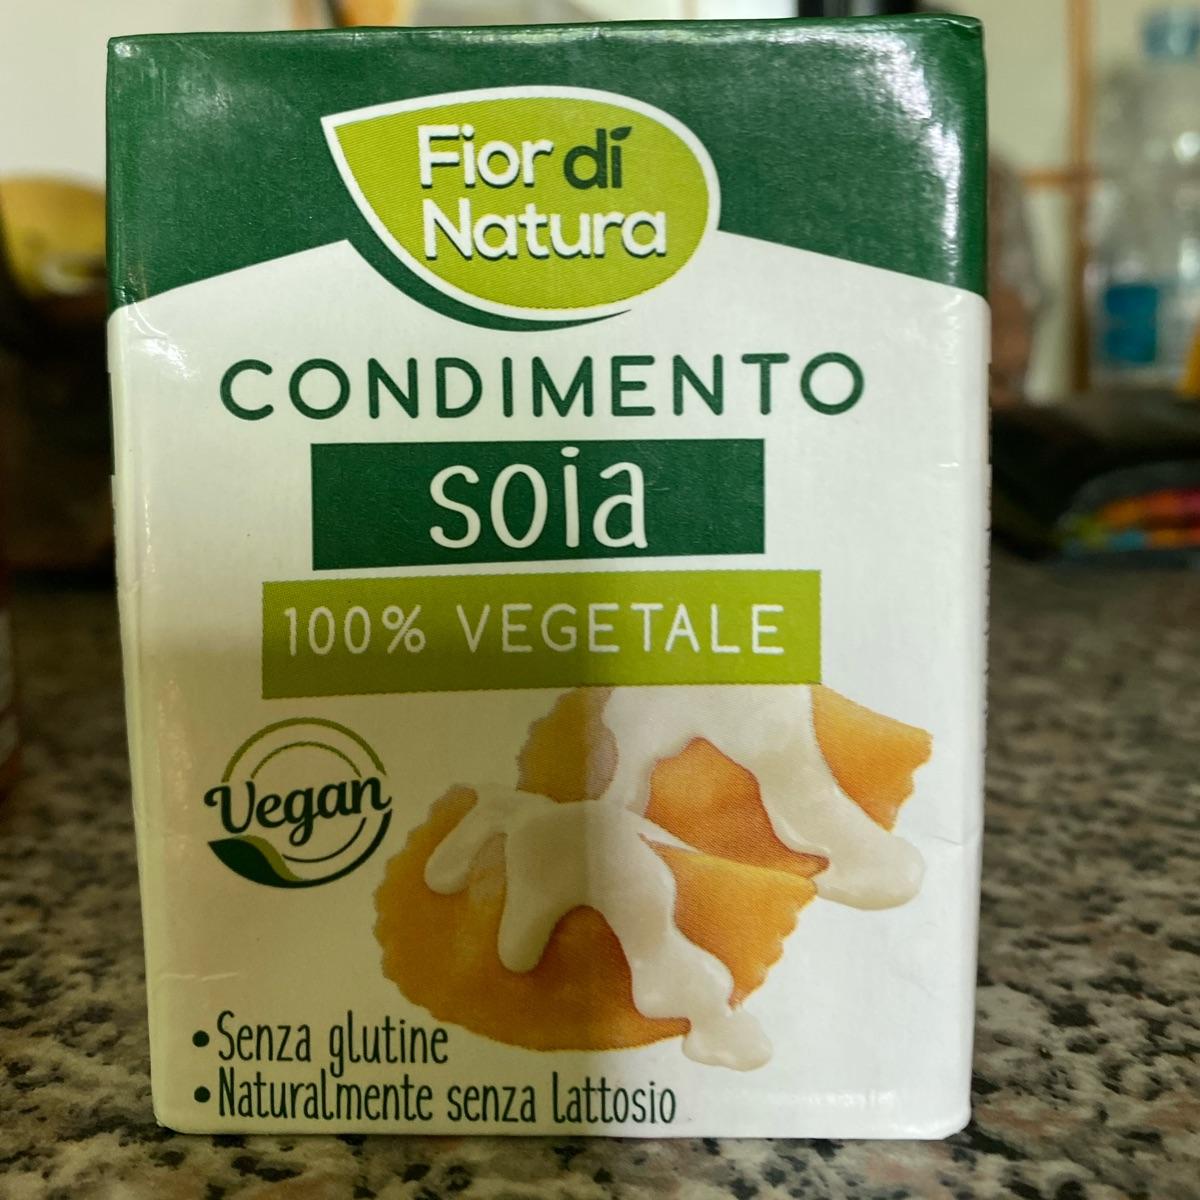 Fior di
Natura
CONDIMENTO
soia
100% VEGETALE
Vegan
•Senza glutine
•Naturalmente senza lattosio